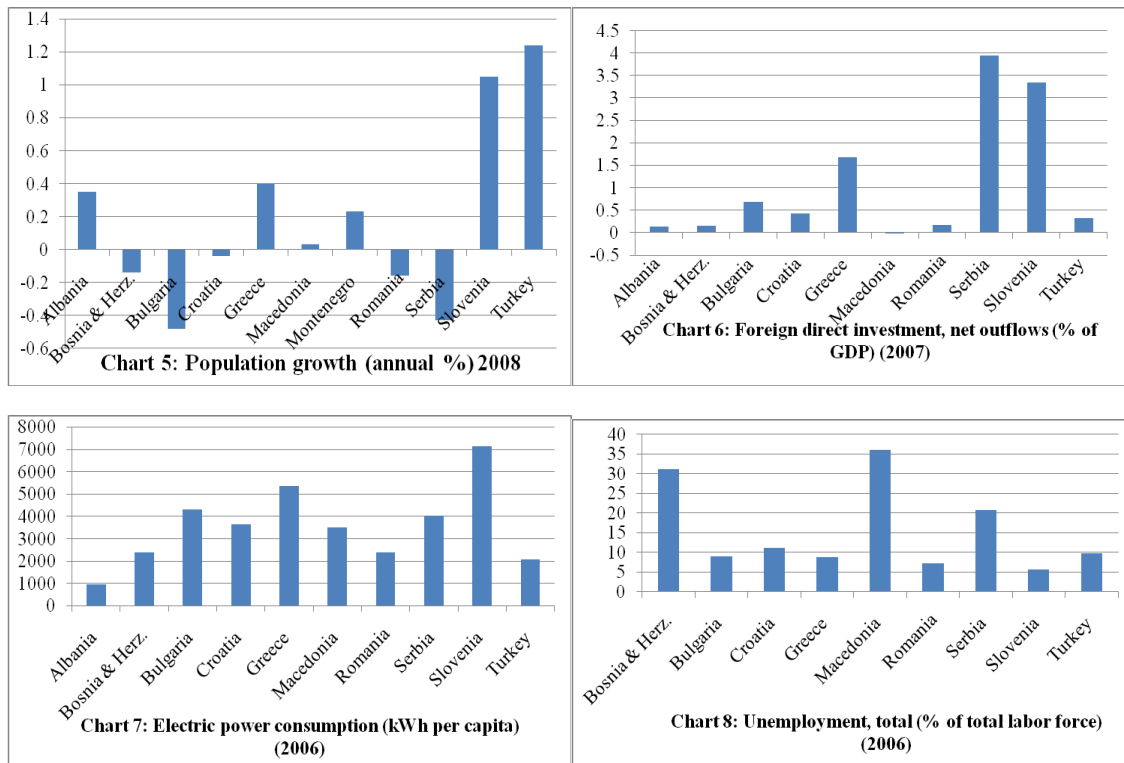 1.4
1.2
1
0.8
0.6
0.4
0.2
0
-0.2
-0.4
-0.6
Albania
Bosnia & Herz.
Bulgaria
Croatia
Greece
Macedonia
Montenegro
Romania
Serbia
Slovenia
Turkey
Chart 5: Population growth (annual %) 2008
4.5
4
3.5
3
2.5
2
1.5
1
0.5
0
-0.5
Albania
Bosnia & Herz.
Bulgaria
Croatia
Greece
Macedonia
Romania
Serbia
Slovenia
Turkey
Chart 6: Foreign direct investment, net outflows (% of
GDP) (2007)
8000
7000
6000
5000
4000
3000
2000
1000
0
Albania
Bosnia & Herz.
Bulgaria
Croatia
Greece
Macedonia
Romania
Serbia
Slovenia
Turkey
Chart 7: Electric power consumption (kWh per capita)
(2006)
40
35
30
25
20
15
10
5
0
Bosnia & Herz.
Bulgaria
Croatia
Greece
Macedonia
Romania
Serbia
Slovenia
Turkey
Chart 8: Unemployment, total (% of total labor force)
(2006)